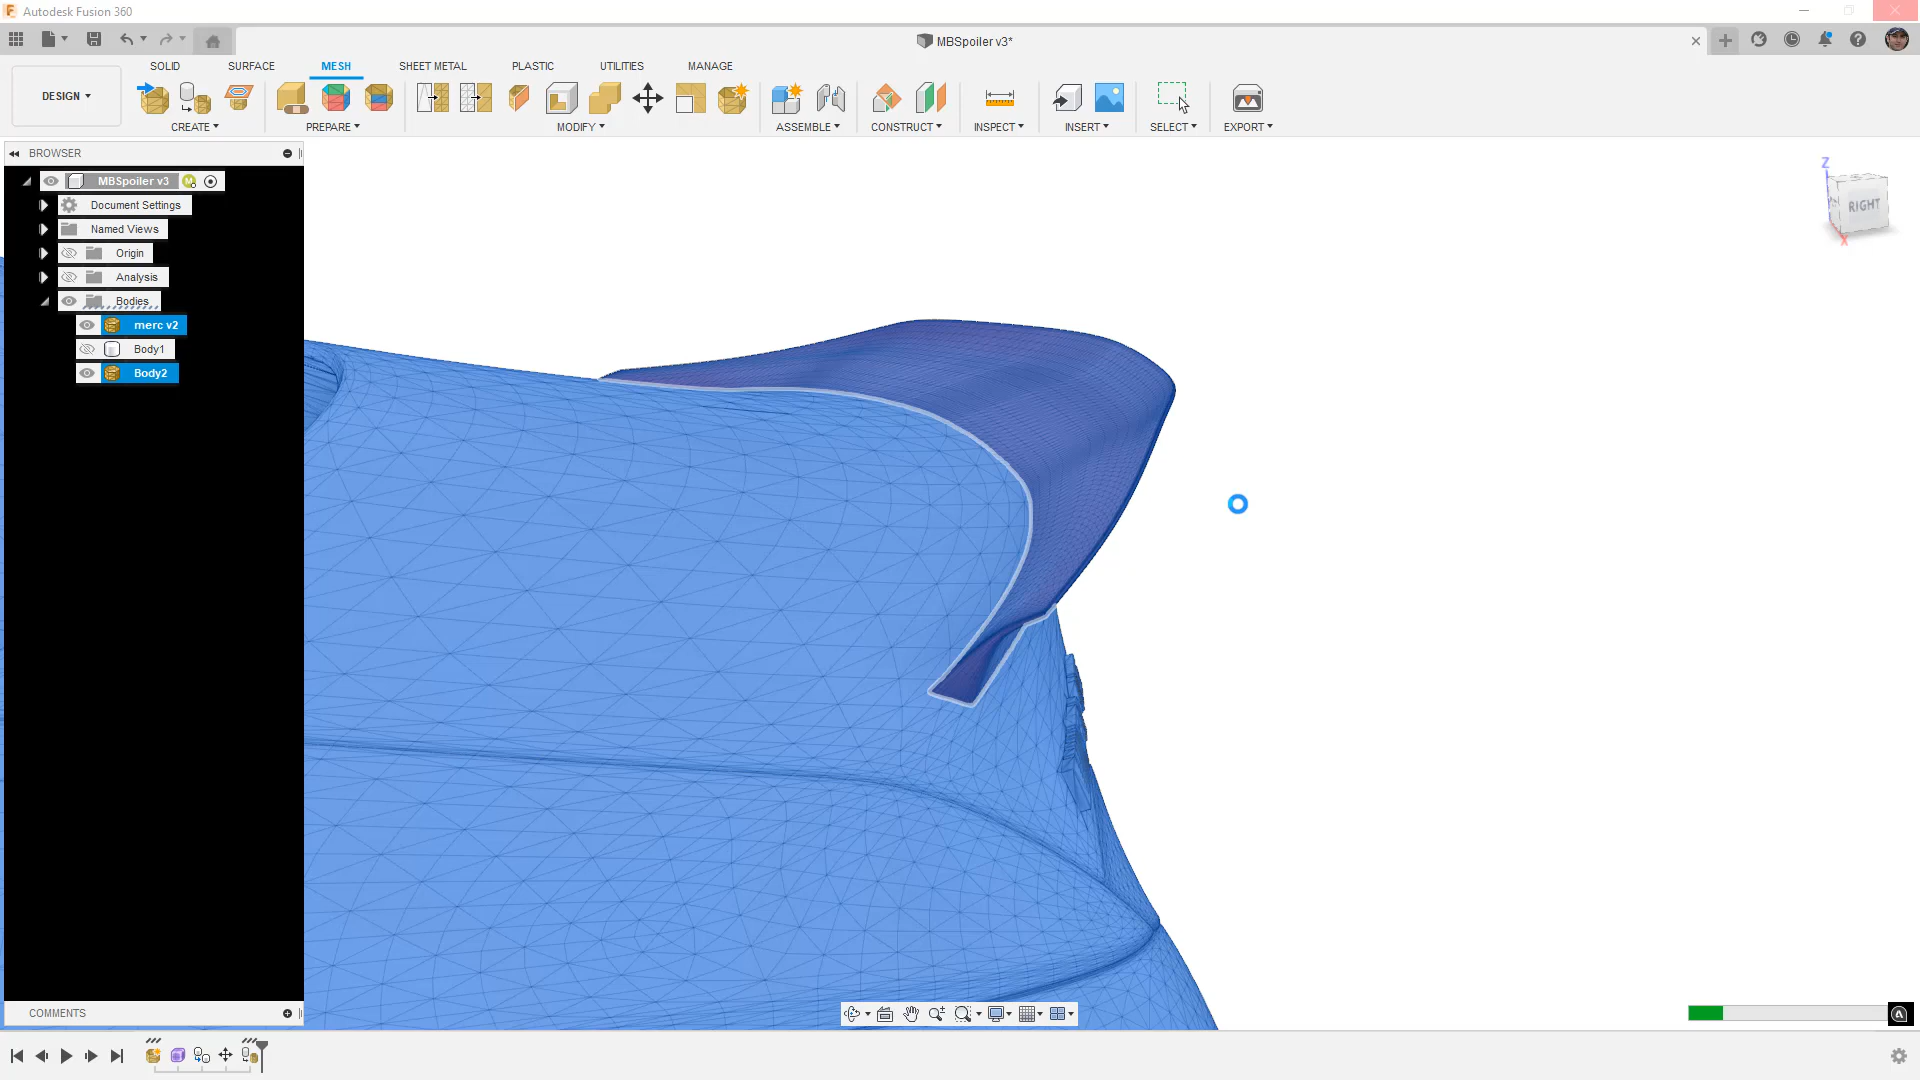 Autodesk Fusion 360
MBSpoiler v3*
SOLID SURFACE MESH SHEET METAL PLASTIC UTILITIES MANAGE
DESIGN
CREATE PREPARE MODIFY ASSEMBLE CONSTRUCT INSPECT INSERT SELECT EXPORT
BROWSER
MBSpoiler v3
Document Settings
Named Views
Origin
Analysis
Bodies
merc v2
Body1
Body2
Z
RIGHT
X
COMMENTS